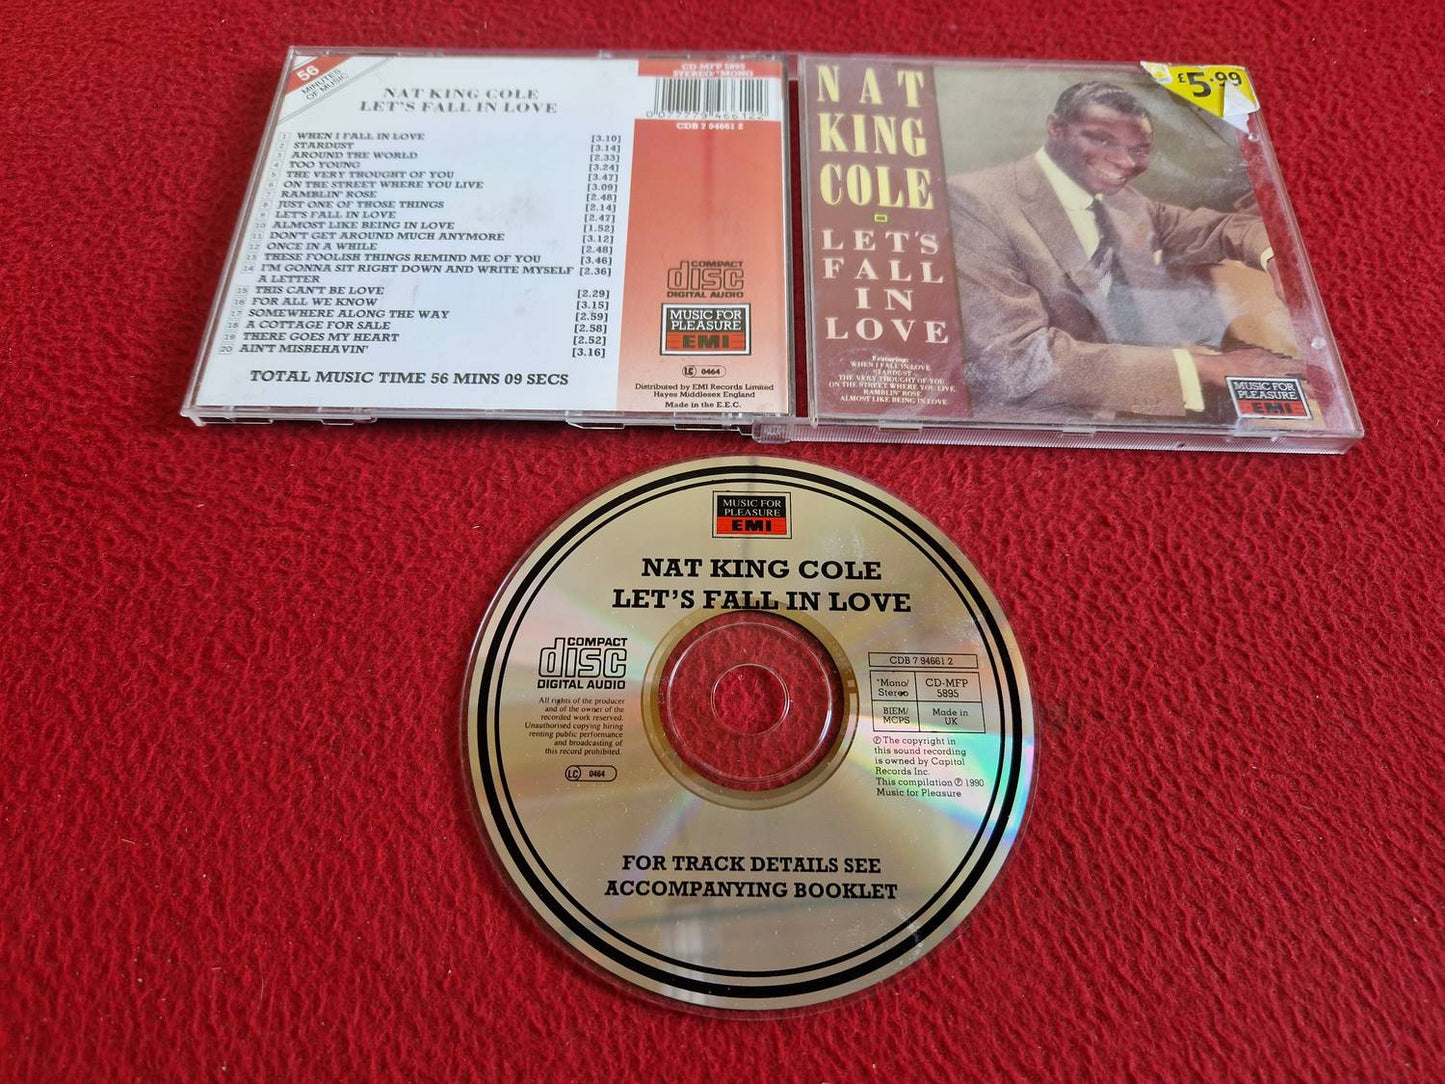 56
MINUTES
OF MUSIC
NAT KING COLE
LET'S FALL IN LOVE
CD-MFP 5895
STEREO/*MONO
0 077779 466122
CDB 7 94661 2
1 WHEN I FALL IN LOVE [3.10]
2 STARDUST [3.14]
3 AROUND THE WORLD [2.33]
4 TOO YOUNG [3.24]
5 THE VERY THOUGHT OF YOU [3.47]
6 ON THE STREET WHERE YOU LIVE [3.09]
7 RAMBLIN' ROSE [2.48]
8 JUST ONE OF THOSE THINGS [2.14]
9 LET'S FALL IN LOVE [2.47]
10 ALMOST LIKE BEING IN LOVE [1.52]
11 DON'T GET AROUND MUCH ANYMORE [3.12]
12 ONCE IN A WHILE [2.48]
13 THESE FOOLISH THINGS REMIND ME OF YOU [3.46]
14 I'M GONNA SIT RIGHT DOWN AND WRITE MYSELF [2.36]
A LETTER
15 THIS CAN'T BE LOVE [2.29]
16 FOR ALL WE KNOW [3.15]
17 SOMEWHERE ALONG THE WAY [2.59]
18 A COTTAGE FOR SALE [2.58]
19 THERE GOES MY HEART [2.52]
20 AIN'T MISBEHAVIN' [3.16]
TOTAL MUSIC TIME 56 MINS 09 SECS
COMPACT
disc
DIGITAL AUDIO
MUSIC FOR
PLEASURE
EMI
LC 0464
Distributed by EMI Records Limited
Hayes Middlesex England
Made in the E.E.C.
NAT
KING
COLE
LET'S
FALL
IN
LOVE
Featuring:
WHEN I FALL IN LOVE
STARDUST
THE VERY THOUGHT OF YOU
ON THE STREET WHERE YOU LIVE
RAMBLIN' ROSE
ALMOST LIKE BEING IN LOVE
£5.99
MUSIC FOR
PLEASURE
EMI
MUSIC FOR
PLEASURE
EMI
NAT KING COLE
LET'S FALL IN LOVE
COMPACT
disc
DIGITAL AUDIO
All rights of the producer
and of the owner of the
recorded work reserved.
Unauthorised copying hiring
renting public performance
and broadcasting of
this record prohibited.
LC 0464
CDB 7 94661 2
*Mono/ CD-MFP
Stereo 5895
BIEM/ Made in
MCPS UK
℗ The copyright in
this sound recording
is owned by Capitol
Records Inc.
This compilation ℗ 1990
Music for Pleasure
FOR TRACK DETAILS SEE
ACCOMPANYING BOOKLET